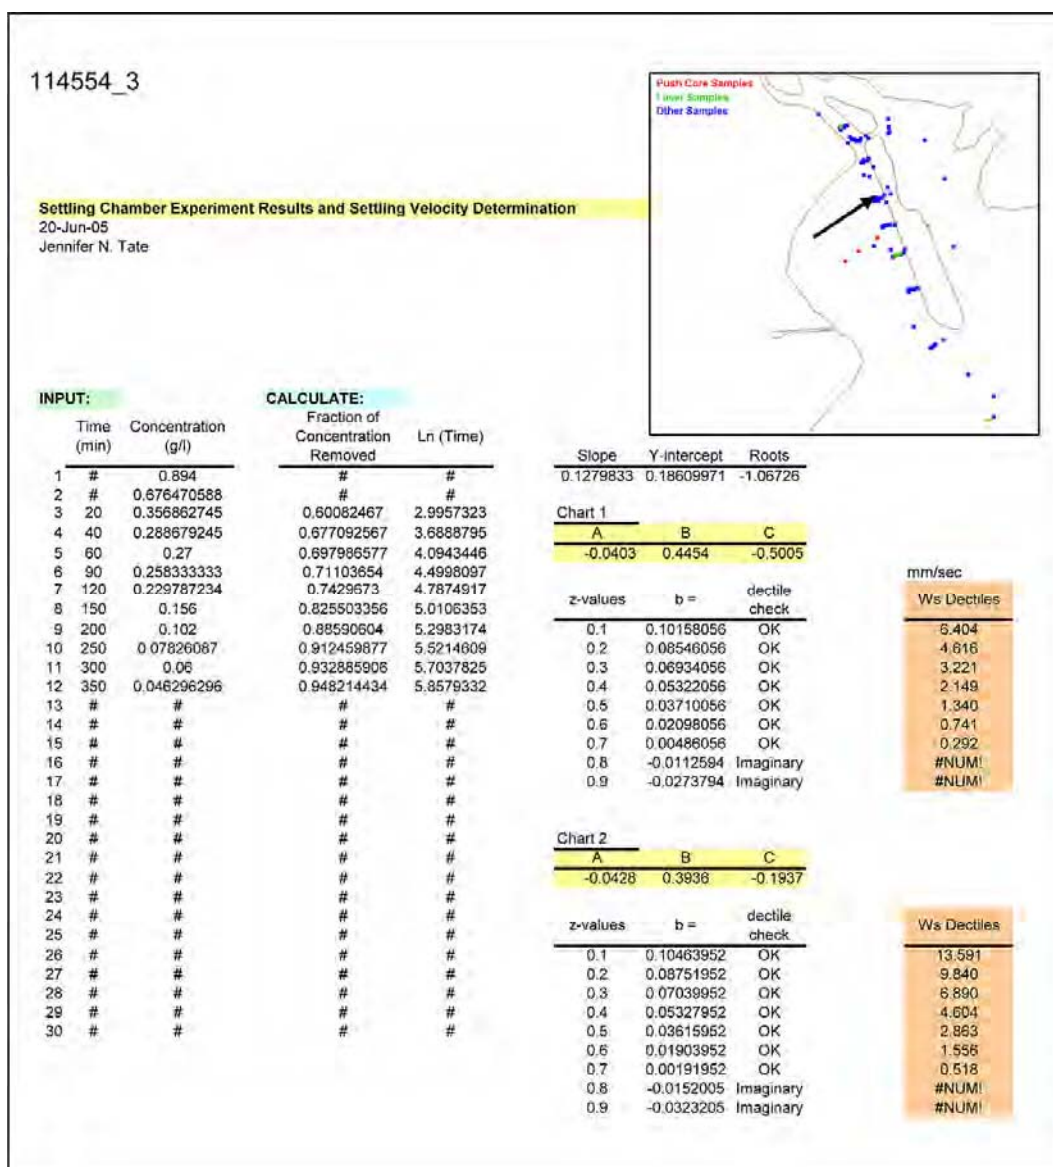 114554_3
Push Core Samples
Other Samples
Settling Chamber Experiment Results and Settling Velocity Determination
20-Jun-05
Jennifer N. Tate
INPUT: CALCULATE:
Time (min) Concentration (g/l) Fraction of Concentration Removed Ln (Time)
1 # 0.894 # #
2 # 0.676470588 # #
3 20 0.356862745 0.60082467 2.9957323
4 40 0.288679245 0.677092567 3.6888795
5 60 0.27 0.697986577 4.0943446
6 90 0.258333333 0.71103654 4.4998097
7 120 0.229787234 0.7429673 4.7874917
8 150 0.156 0.825503356 5.0106353
9 200 0.102 0.88590604 5.2983174
10 250 0.07826087 0.912459877 5.5214609
11 300 0.06 0.932885906 5.7037825
12 350 0.046296296 0.948214434 5.8579332
13 # # # #
14 # # # #
15 # # # #
16 # # # #
17 # # # #
18 # # # #
19 # # # #
20 # # # #
21 # # # #
22 # # # #
23 # # # #
24 # # # #
25 # # # #
26 # # # #
27 # # # #
28 # # # #
29 # # # #
30 # # # #
Slope Y-intercept Roots
0.1279833 0.18609971 -1.06726
Chart 1
A B C
-0.0403 0.4454 -0.5005
mm/sec
z-values b = dectile check Ws Dectiles
0.1 0.10158056 OK 6.404
0.2 0.08546056 OK 4.616
0.3 0.06934056 OK 3.221
0.4 0.05322056 OK 2.149
0.5 0.03710056 OK 1.340
0.6 0.02098056 OK 0.741
0.7 0.00486056 OK 0.292
0.8 -0.0112594 Imaginary #NUM!
0.9 -0.0273794 Imaginary #NUM!
Chart 2
A B C
-0.0428 0.3936 -0.1937
z-values b = dectile check Ws Dectiles
0.1 0.10463952 OK 13.591
0.2 0.08751952 OK 9.840
0.3 0.07039952 OK 6.890
0.4 0.05327952 OK 4.604
0.5 0.03615952 OK 2.863
0.6 0.01903952 OK 1.556
0.7 0.00191952 OK 0.518
0.8 -0.0152005 Imaginary #NUM!
0.9 -0.0323205 Imaginary #NUM!